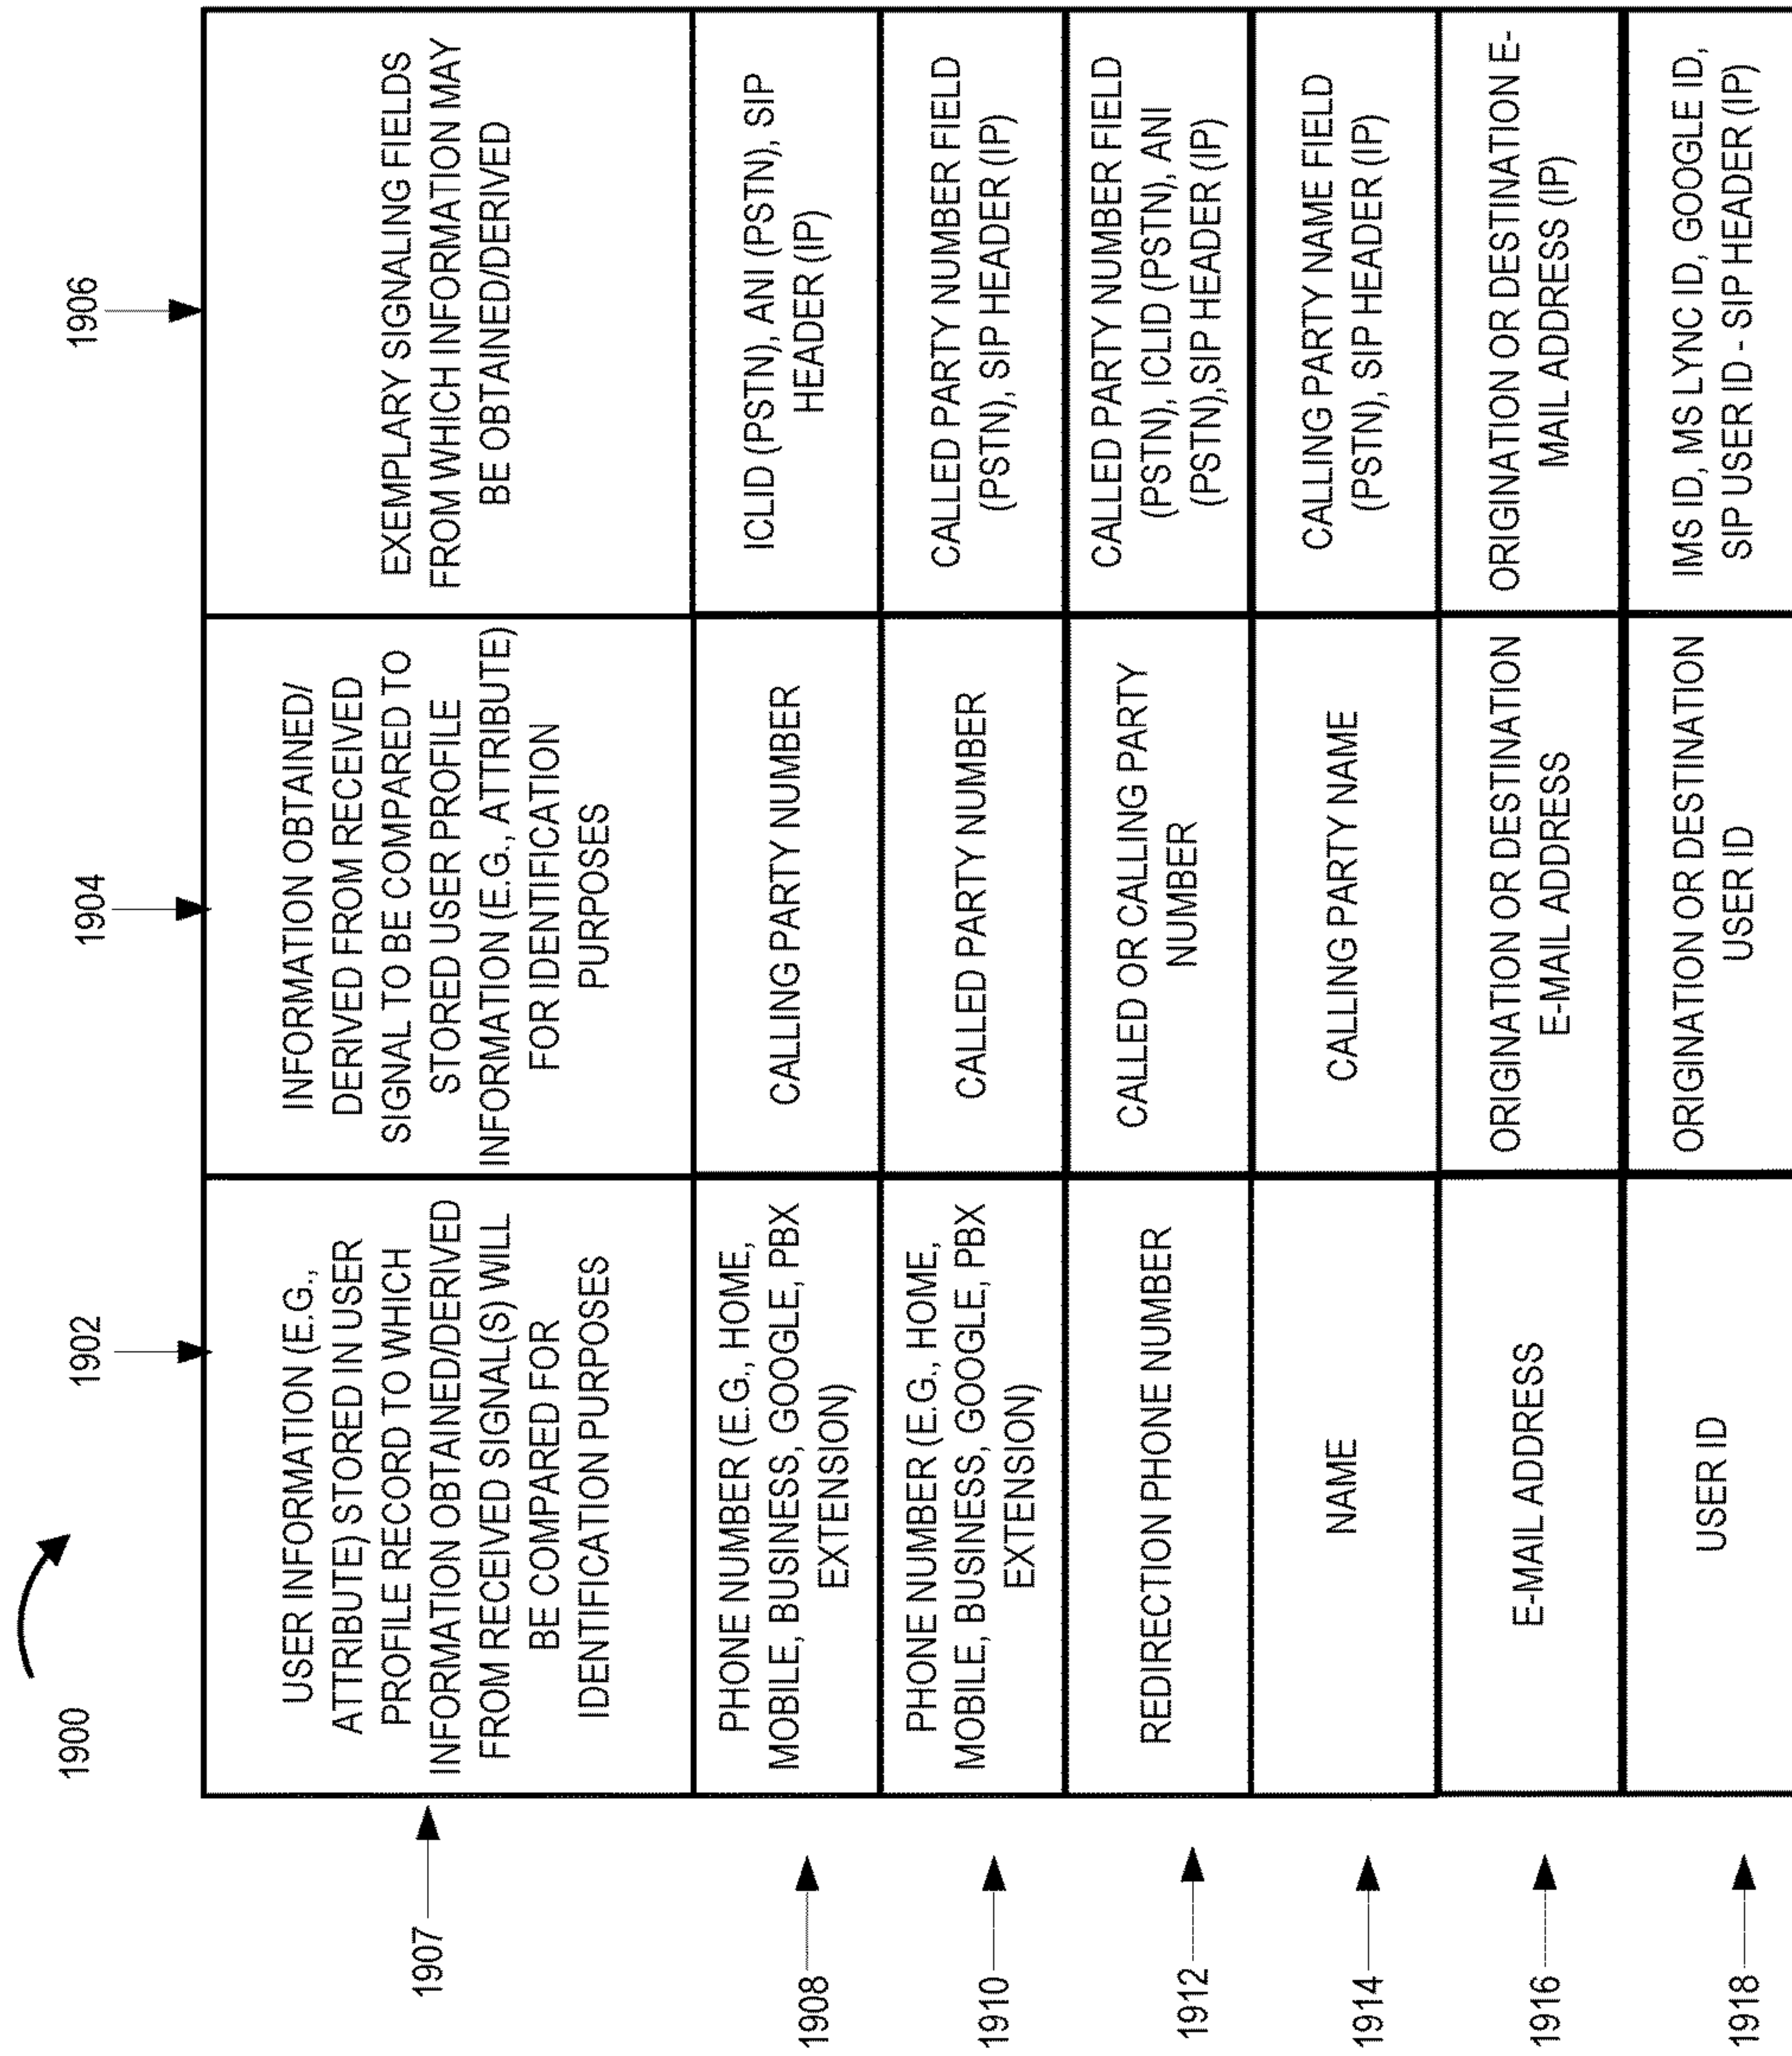 1900
1902
1904
1906
1907
USER INFORMATION (E.G.,
ATTRIBUTE) STORED IN USER
PROFILE RECORD TO WHICH
INFORMATION OBTAINED/DERIVED
FROM RECEIVED SIGNAL(S) WILL
BE COMPARED FOR
IDENTIFICATION PURPOSES
INFORMATION OBTAINED/
DERIVED FROM RECEIVED
SIGNAL TO BE COMPARED TO
STORED USER PROFILE
INFORMATION (E.G., ATTRIBUTE)
FOR IDENTIFICATION
PURPOSES
EXEMPLARY SIGNALING FIELDS
FROM WHICH INFORMATION MAY
BE OBTAINED/DERIVED
1908
PHONE NUMBER (E.G., HOME,
MOBILE, BUSINESS, GOOGLE, PBX
EXTENSION)
CALLING PARTY NUMBER
ICLID (PSTN), ANI (PSTN), SIP
HEADER (IP)
1910
PHONE NUMBER (E.G., HOME,
MOBILE, BUSINESS, GOOGLE, PBX
EXTENSION)
CALLED PARTY NUMBER
CALLED PARTY NUMBER FIELD
(PSTN), SIP HEADER (IP)
1912
REDIRECTION PHONE NUMBER
CALLED OR CALLING PARTY
NUMBER
CALLED PARTY NUMBER FIELD
(PSTN), ICLID (PSTN), ANI
(PSTN),SIP HEADER (IP)
1914
NAME
CALLING PARTY NAME
CALLING PARTY NAME FIELD
(PSTN), SIP HEADER (IP)
1916
E-MAIL ADDRESS
ORIGINATION OR DESTINATION
E-MAIL ADDRESS
ORIGINATION OR DESTINATION E-
MAIL ADDRESS (IP)
1918
USER ID
ORIGINATION OR DESTINATION
USER ID
IMS ID, MS LYNC ID, GOOGLE ID,
SIP USER ID - SIP HEADER (IP)